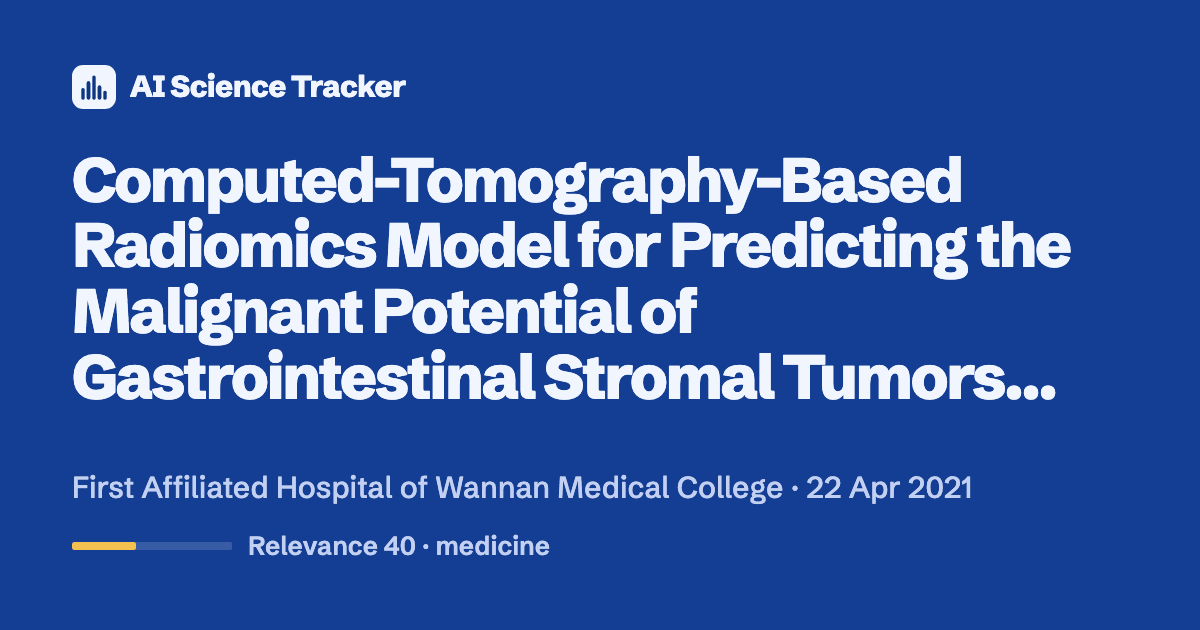 AI Science Tracker
Computed-Tomography-Based
Radiomics Model for Predicting the
Malignant Potential of
Gastrointestinal Stromal Tumors...
First Affiliated Hospital of Wannan Medical College · 22 Apr 2021
Relevance 40 · medicine